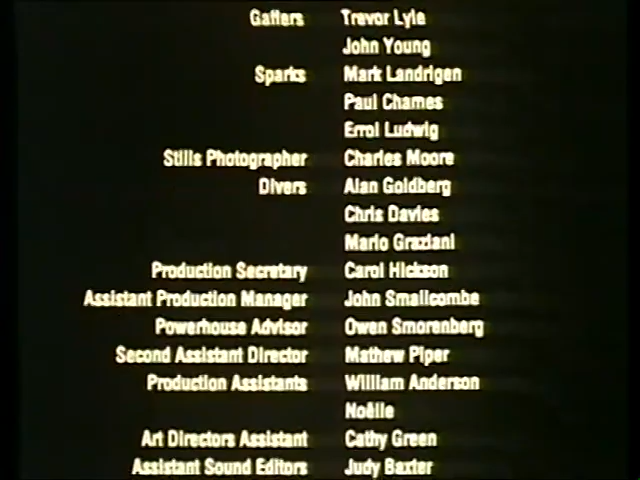 Gaffers Trevor Lyle
John Young
Sparks Mark Landrigen
Paul Chames
Errol Ludwig
Stills Photographer Charles Moore
Divers Alan Goldberg
Chris Davies
Mario Graziani
Production Secretary Carol Hickson
Assistant Production Manager John Smallcombe
Powerhouse Advisor Owen Smorenberg
Second Assistant Director Mathew Piper
Production Assistants William Anderson
Noëlle
Art Directors Assistant Cathy Green
Assistant Sound Editors Judy Baxter